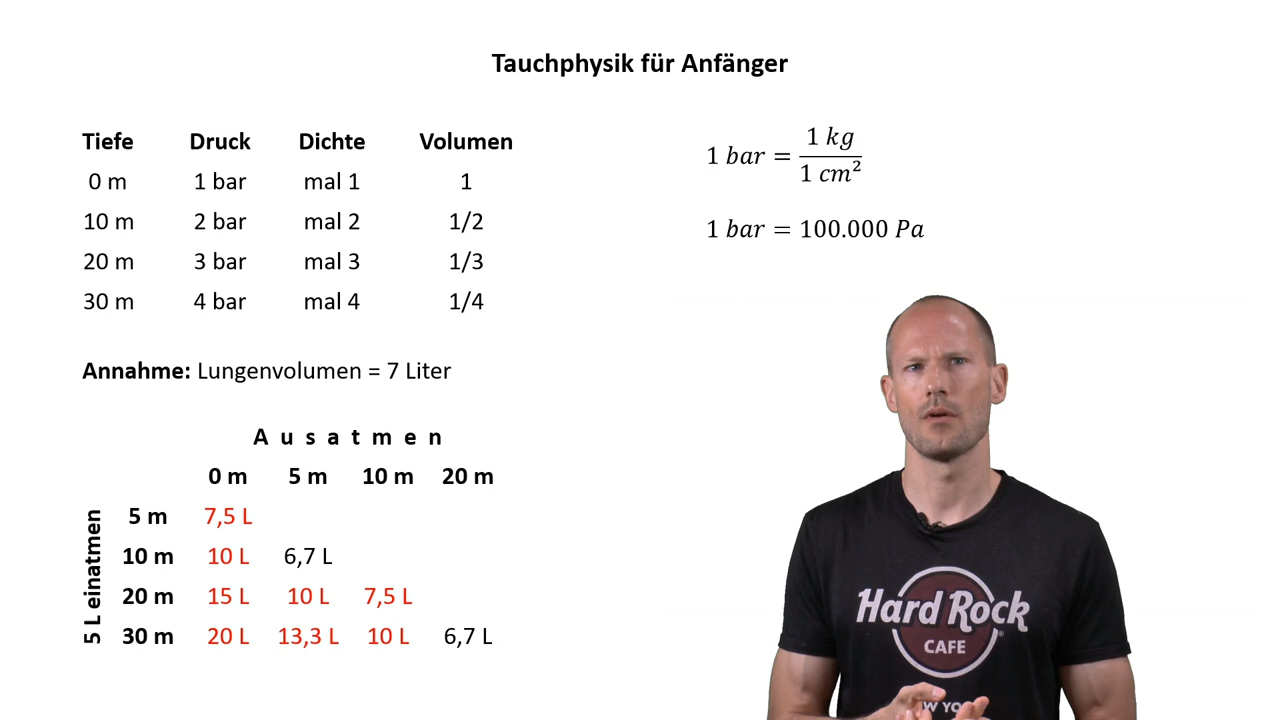 Tauchphysik für Anfänger
Tiefe Druck Dichte Volumen
0 m 1 bar mal 1 1
10 m 2 bar mal 2 1/2
20 m 3 bar mal 3 1/3
30 m 4 bar mal 4 1/4
1 bar = 1 kg / 1 cm²
1 bar = 100.000 Pa
Annahme: Lungenvolumen = 7 Liter
Ausatmen
0 m 5 m 10 m 20 m
5 L einatmen
5 m 7,5 L
10 m 10 L 6,7 L
20 m 15 L 10 L 7,5 L
30 m 20 L 13,3 L 10 L 6,7 L
Hard Rock
CAFE